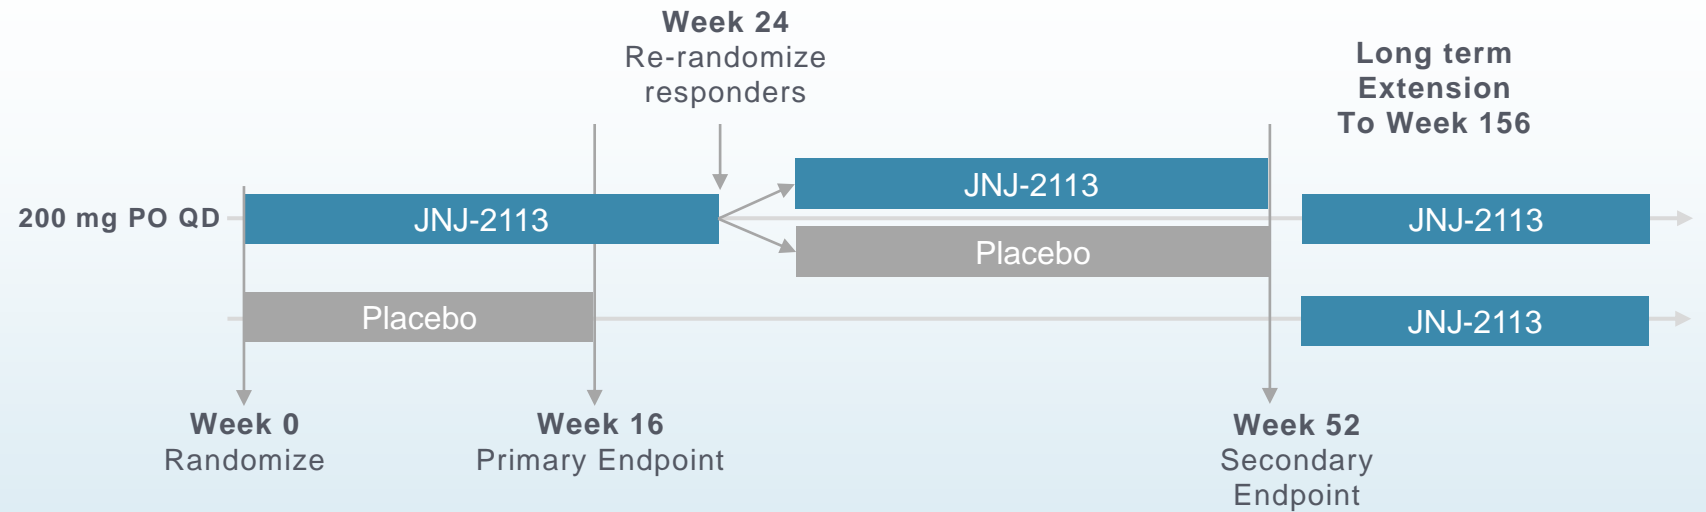 Week 24
Re-randomize
responders
Long term
Extension
To Week 156
200 mg PO QD
JNJ-2113
JNJ-2113
Placebo
JNJ-2113
Placebo
JNJ-2113
Week 0
Randomize
Week 16
Primary Endpoint
Week 52
Secondary
Endpoint